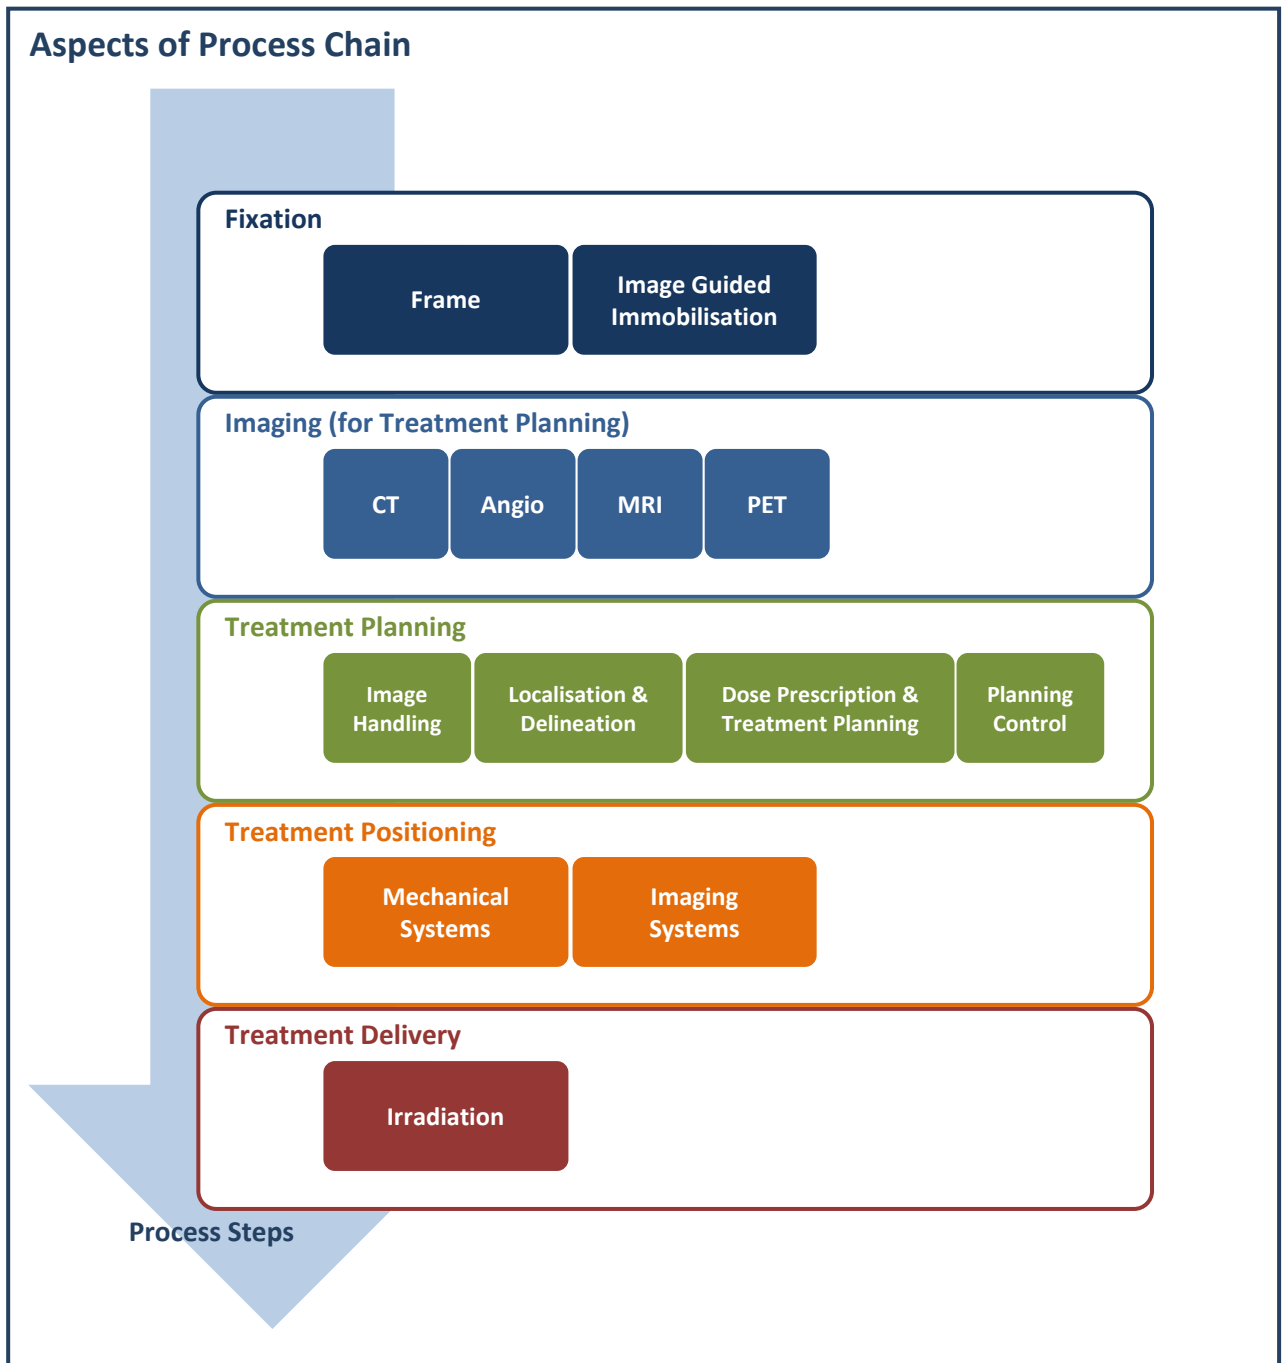 Aspects of Process Chain
Fixation
Frame
Image Guided
Immobilisation
Imaging (for Treatment Planning)
CT
Angio
MRI
PET
Treatment Planning
Image
Handling
Localisation &
Delineation
Dose Prescription &
Treatment Planning
Planning
Control
Treatment Positioning
Mechanical
Systems
Imaging
Systems
Treatment Delivery
Irradiation
Process Steps